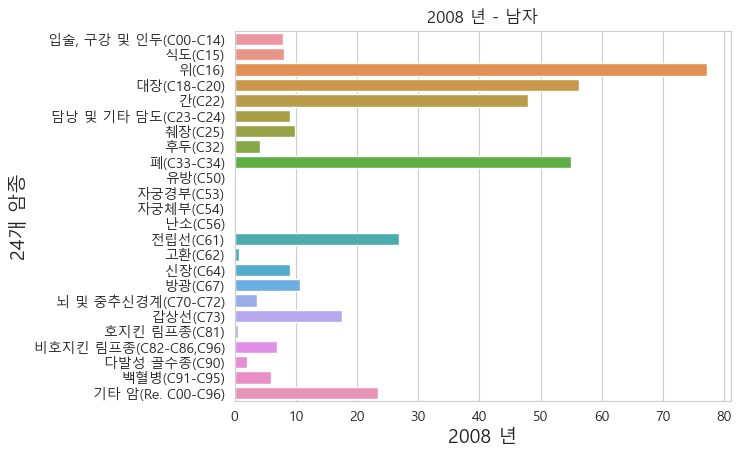 2008 년 - 남자
입술, 구강 및 인두(C00-C14)
식도(C15)
위(C16)
대장(C18-C20)
간(C22)
담낭 및 기타 담도(C23-C24)
췌장(C25)
후두(C32)
폐(C33-C34)
유방(C50)
자궁경부(C53)
자궁체부(C54)
난소(C56)
전립선(C61)
고환(C62)
신장(C64)
방광(C67)
뇌 및 중추신경계(C70-C72)
갑상선(C73)
호지킨 림프종(C81)
비호지킨 림프종(C82-C86,C96)
다발성 골수종(C90)
백혈병(C91-C95)
기타 암(Re. C00-C96)
24개 암종
0 10 20 30 40 50 60 70 80
2008 년